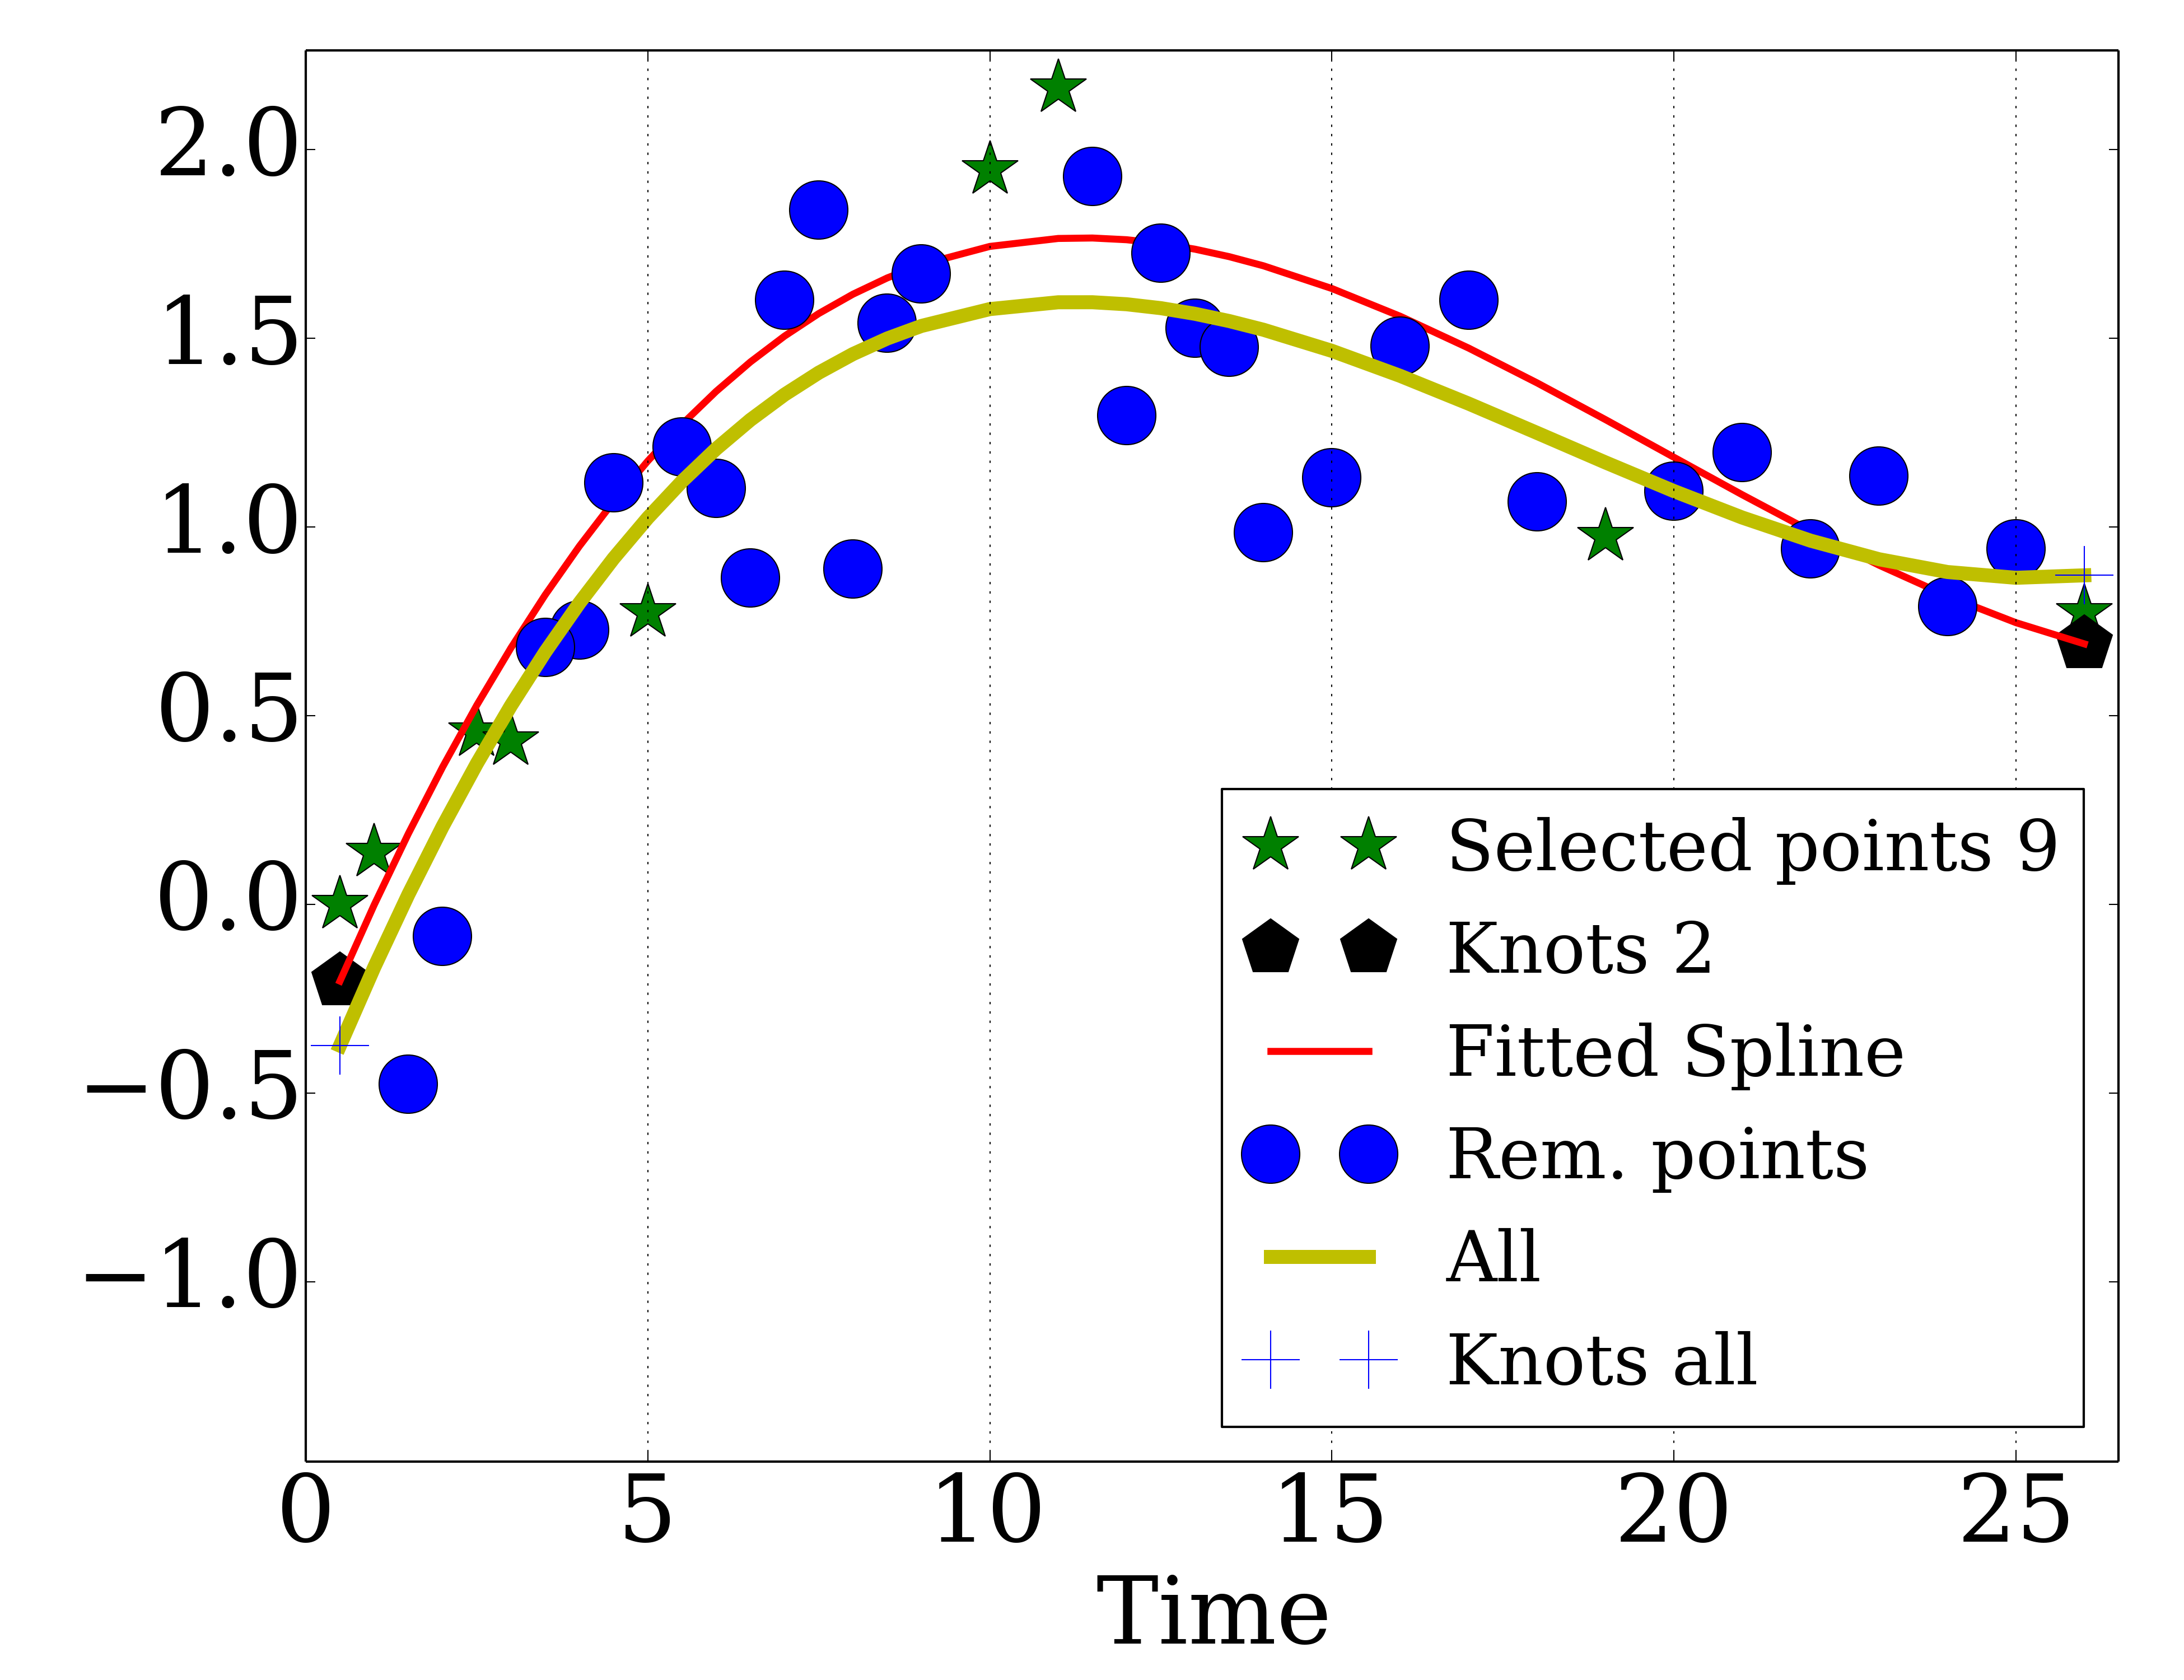 2.0
1.5
1.0
0.5
0.0
−0.5
−1.0
0 5 10 15 20 25
Time
Selected points 9
Knots 2
Fitted Spline
Rem. points
All
Knots all